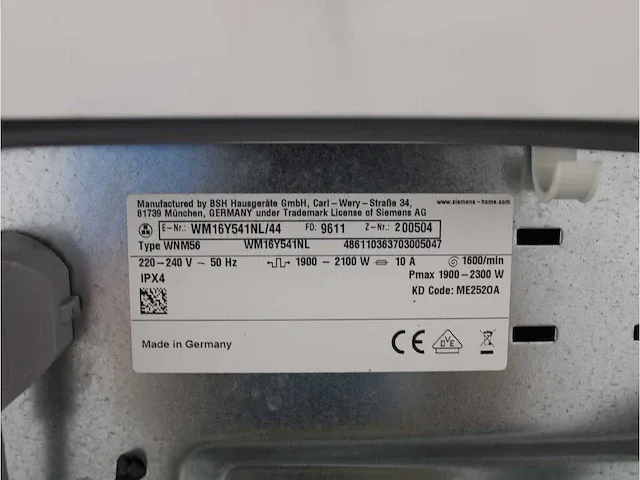 Manufactured by BSH Hausgeräte GmbH, Carl-Wery-Straße 34, www.siemens-home.com
81739 München, GERMANY under Trademark License of Siemens AG
E-Nr.: WM16Y541NL/44 FD: 9611 Z-Nr.: 200504
Type WNM56 WM16Y541NL 486110363703005047
220-240 V ~ 50 Hz 1900-2100 W 10 A 1600/min
IPX4 Pmax 1900-2300 W
KD Code: ME252OA
Made in Germany CE DVE